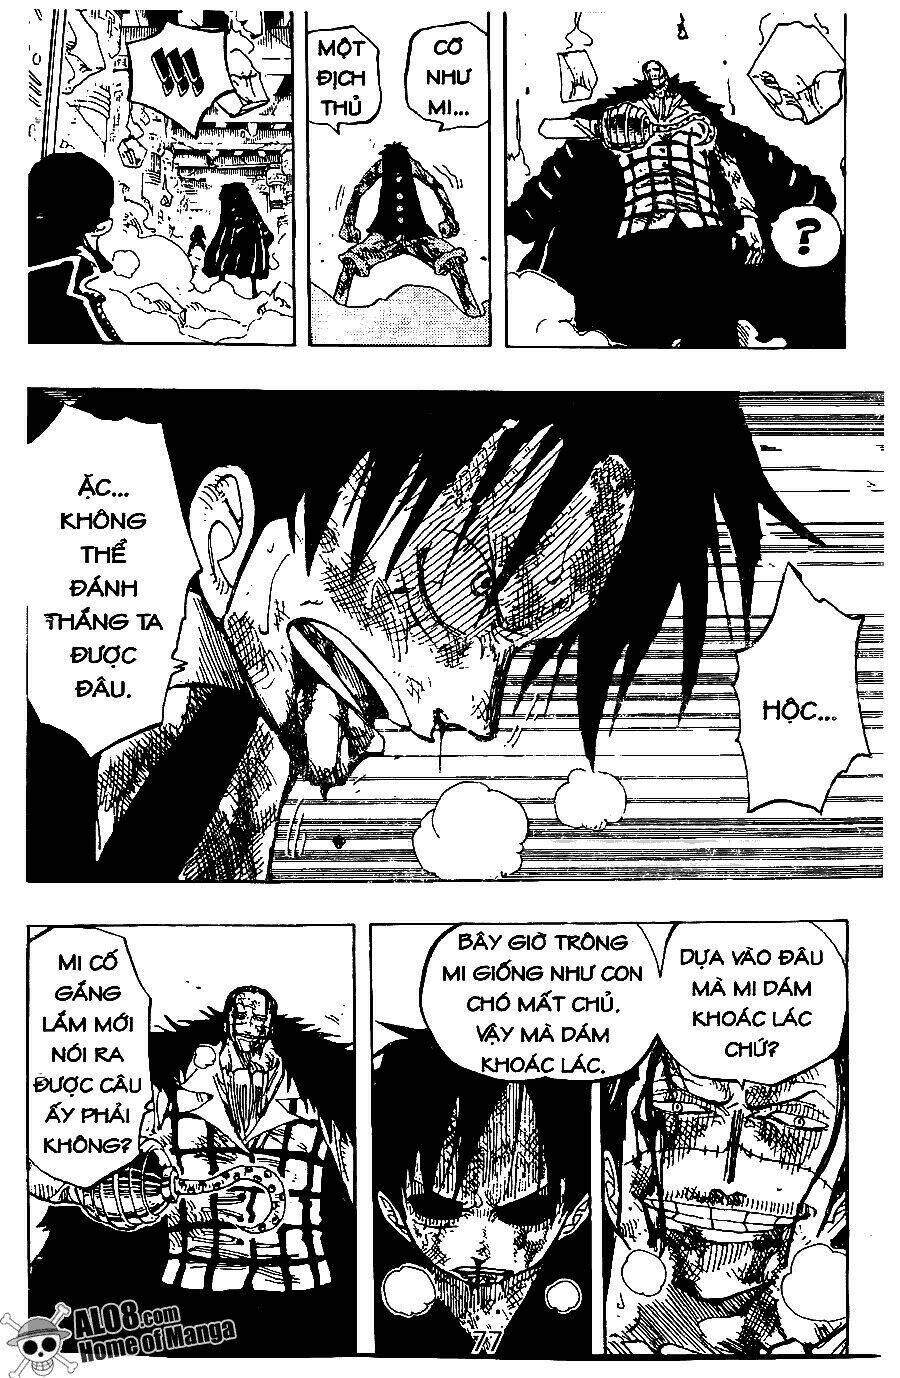 !!!
MỘT
ĐỊCH
THỦ
CỠ
NHƯ
MI...
?
ẶC...
KHÔNG
THỂ
ĐÁNH
THẮNG TA
ĐƯỢC
ĐÂU.
HỘC...
MI CỐ
GẮNG
LẮM MỚI
NÓI RA
ĐƯỢC CÂU
ẤY PHẢI
KHÔNG?
BÂY GIỜ TRÔNG
MI GIỐNG NHƯ CON
CHÓ MẤT CHỦ.
VẬY MÀ DÁM
KHOÁC LÁC.
DỰA VÀO ĐÂU
MÀ MI DÁM
KHOÁC LÁC
CHỨ?
AL08.com
Home of Manga
77